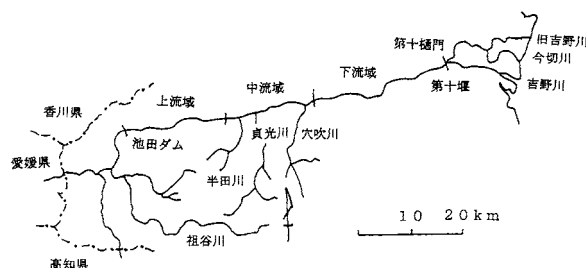 第十樋門
旧吉野川
今切川
下流域
中流域
第十堰
吉野川
上流域
香川県
貞光川
穴吹川
池田ダム
愛媛県
半田川
祖谷川
高知県
10 20km